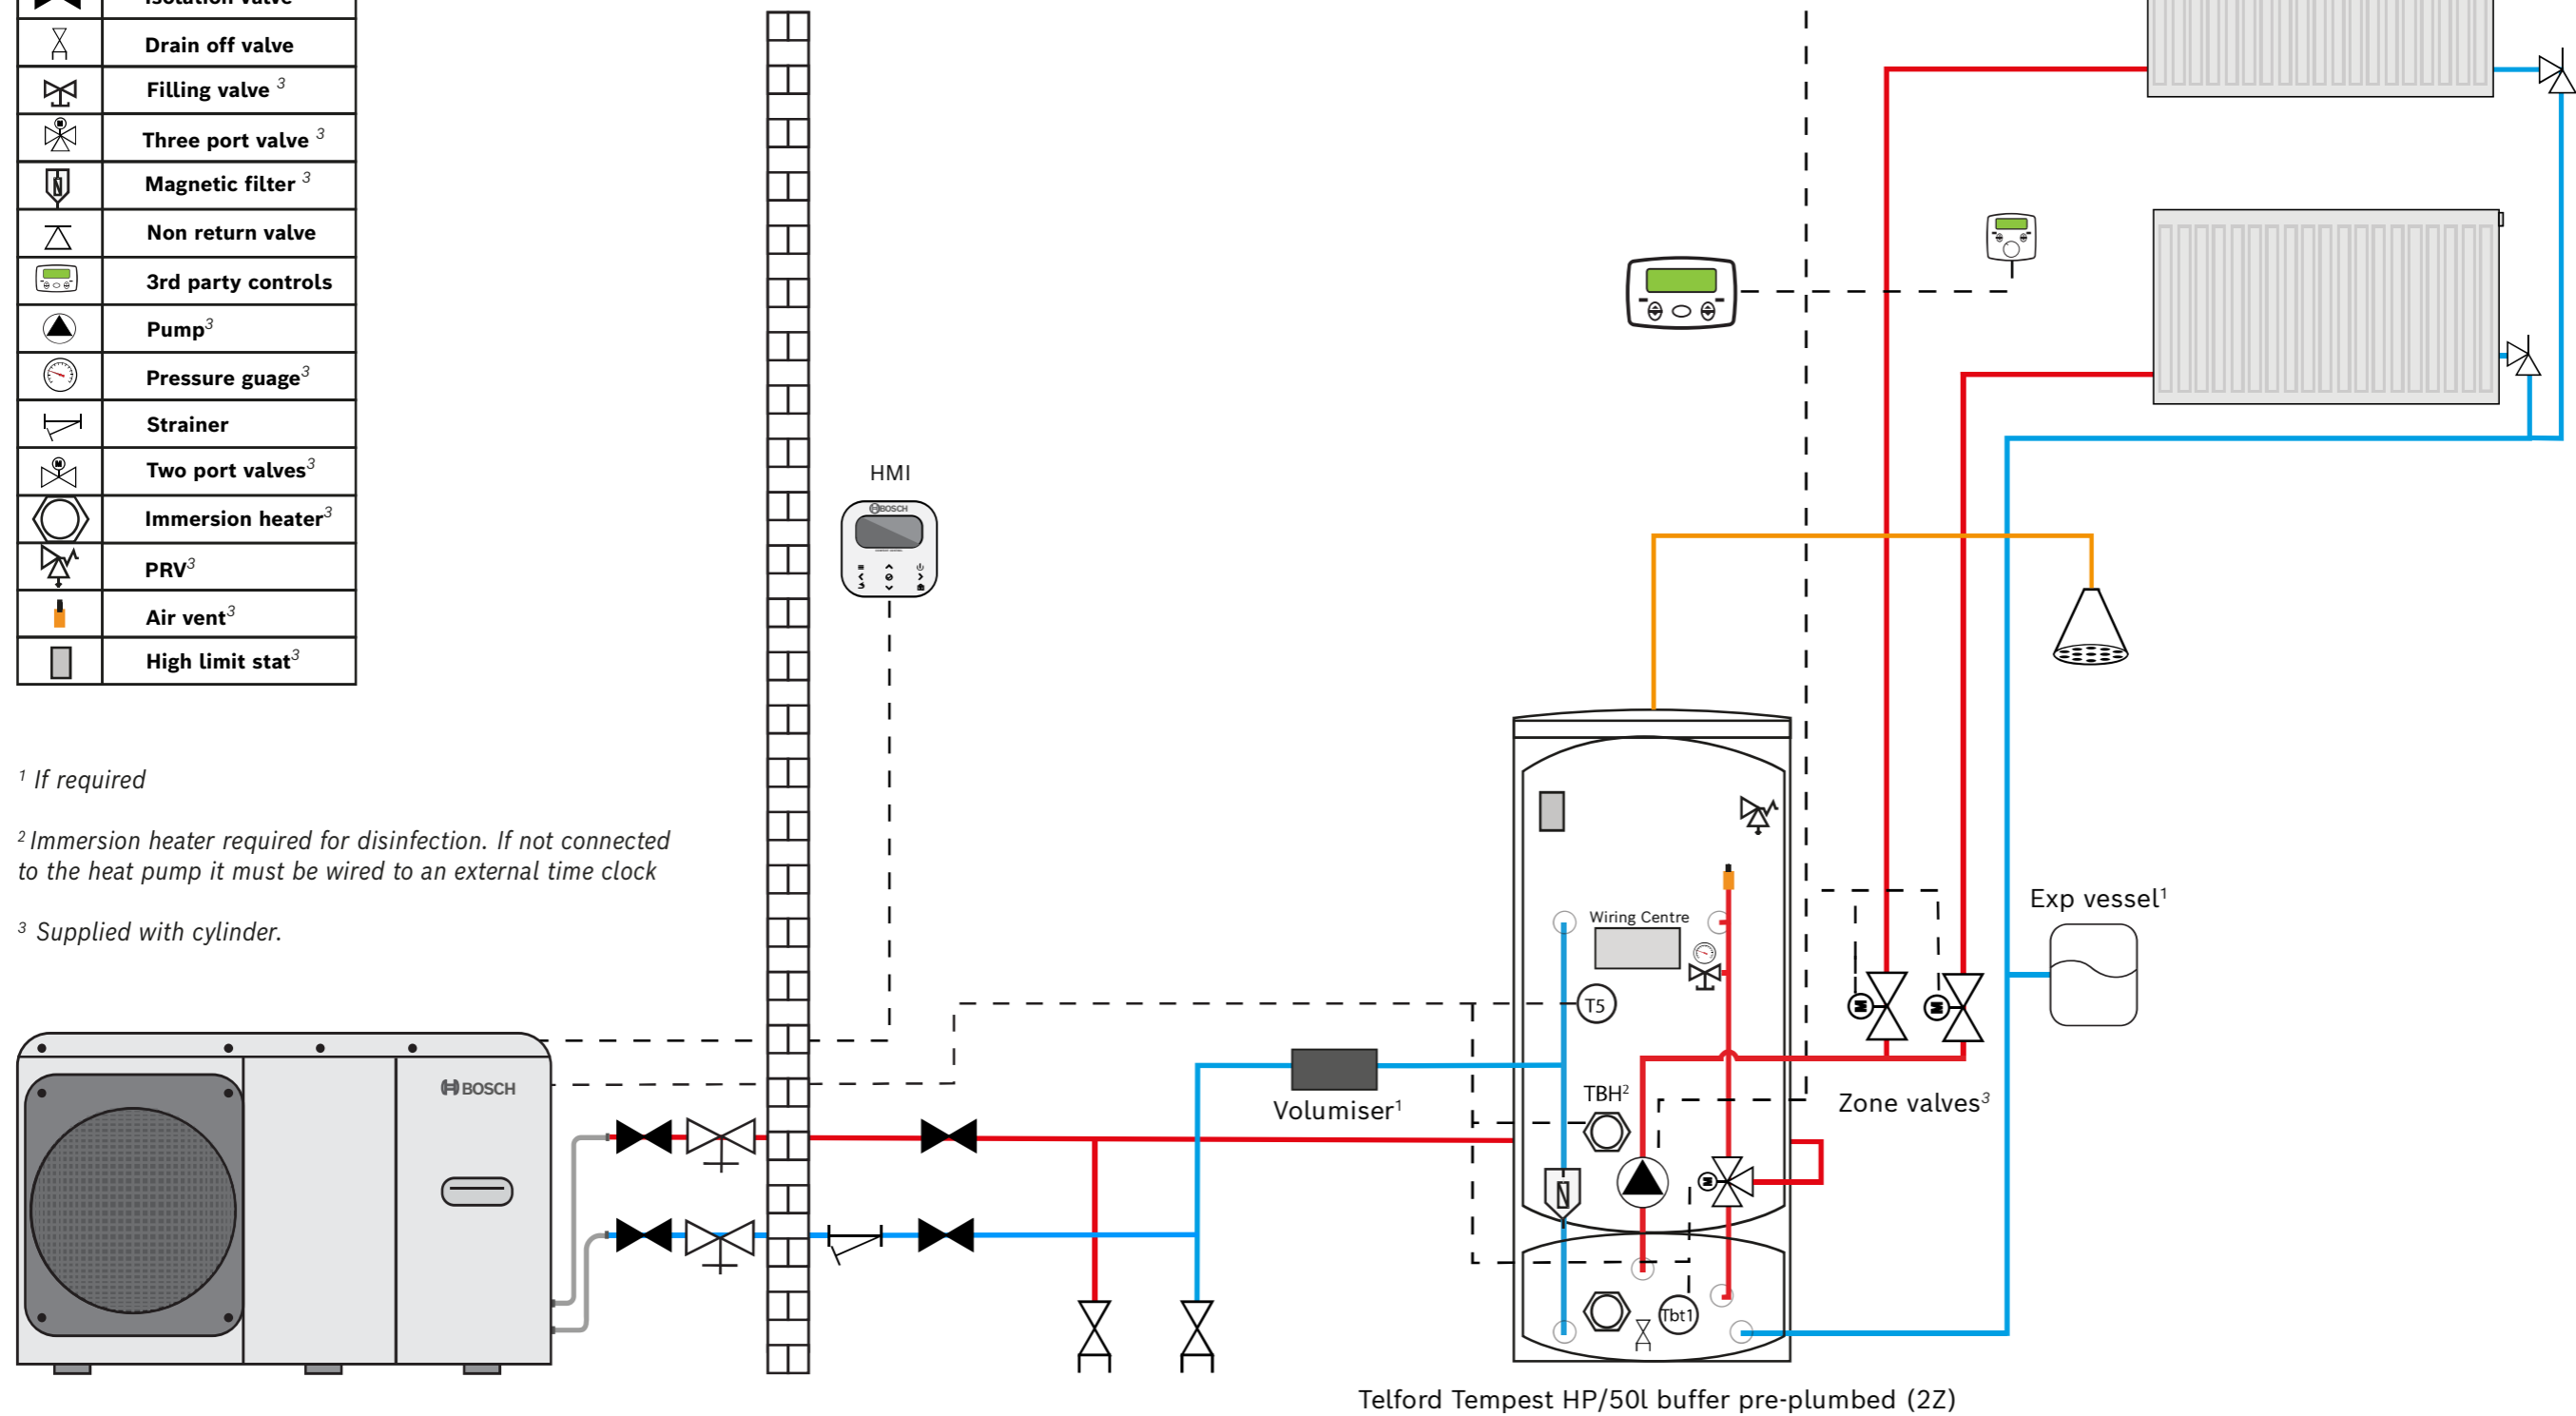 Isolation valve
Drain off valve
Filling valve 3
Three port valve 3
Magnetic filter 3
Non return valve
3rd party controls
Pump3
Pressure guage3
Strainer
Two port valves3
Immersion heater3
PRV3
Air vent3
High limit stat3
1 If required
2 Immersion heater required for disinfection. If not connected
to the heat pump it must be wired to an external time clock
3 Supplied with cylinder.
HMI
BOSCH
BOSCH
Volumiser1
Wiring Centre
T5
TBH2
M
Tbt1
M
M
Zone valves3
Exp vessel1
Telford Tempest HP/50l buffer pre-plumbed (2Z)